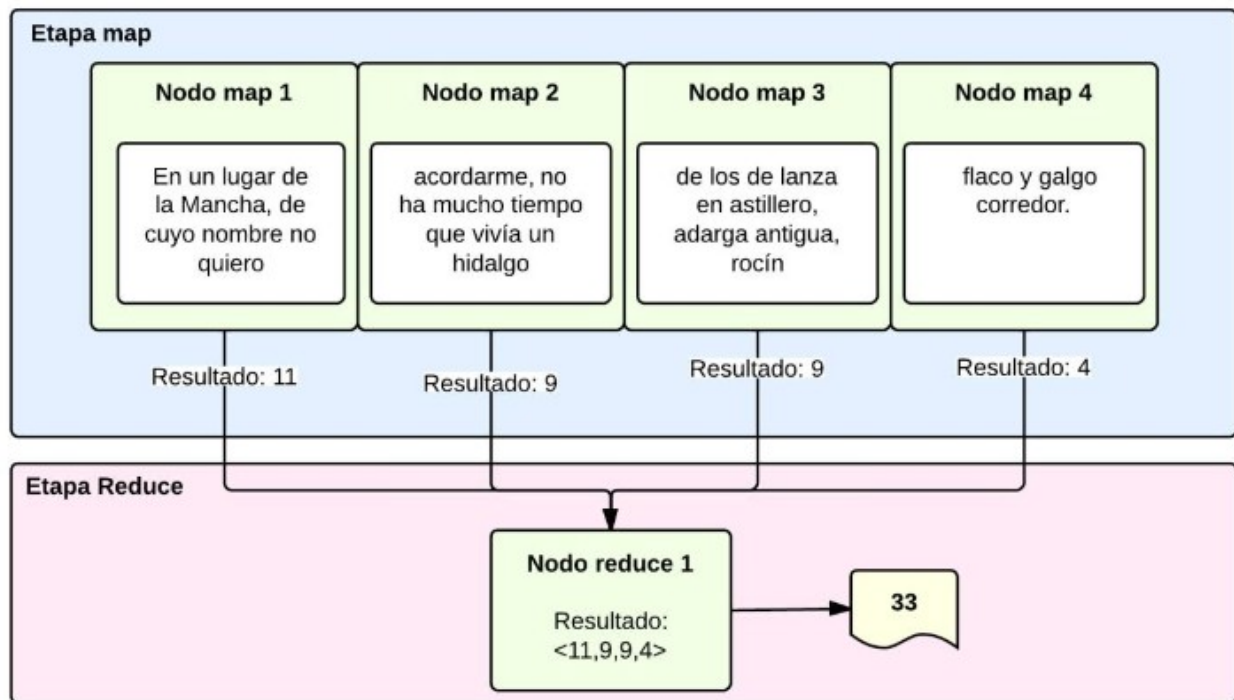 Etapa map
Nodo map 1
En un lugar de
la Mancha, de
cuyo nombre no
quiero
Nodo map 2
acordarme, no
ha mucho tiempo
que vivía un
hidalgo
Nodo map 3
de los de lanza
en astillero,
adarga antigua,
rocín
Nodo map 4
flaco y galgo
corredor.
Resultado: 11
Resultado: 9
Resultado: 9
Resultado: 4
Etapa Reduce
Nodo reduce 1
Resultado:
<11,9,9,4>
33